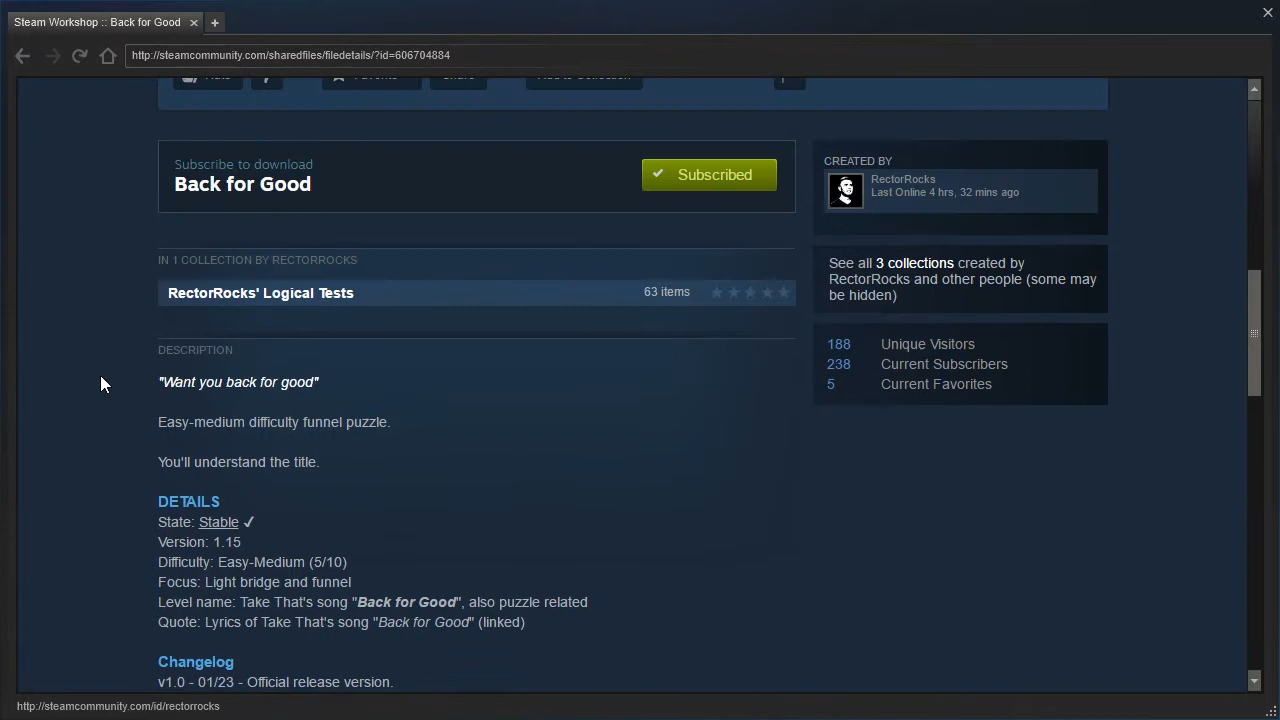 Steam Workshop :: Back for Good
http://steamcommunity.com/sharedfiles/filedetails/?id=606704884
Subscribe to download
Back for Good
Subscribed
CREATED BY
RectorRocks
Last Online 4 hrs, 32 mins ago
IN 1 COLLECTION BY RECTORROCKS
RectorRocks' Logical Tests
63 items
See all 3 collections created by
RectorRocks and other people (some may
be hidden)
188 Unique Visitors
238 Current Subscribers
5 Current Favorites
DESCRIPTION
"Want you back for good"
Easy-medium difficulty funnel puzzle.
You'll understand the title.
DETAILS
State: Stable ✓
Version: 1.15
Difficulty: Easy-Medium (5/10)
Focus: Light bridge and funnel
Level name: Take That's song "Back for Good", also puzzle related
Quote: Lyrics of Take That's song "Back for Good" (linked)
Changelog
v1.0 - 01/23 - Official release version.
http://steamcommunity.com/id/rectorrocks